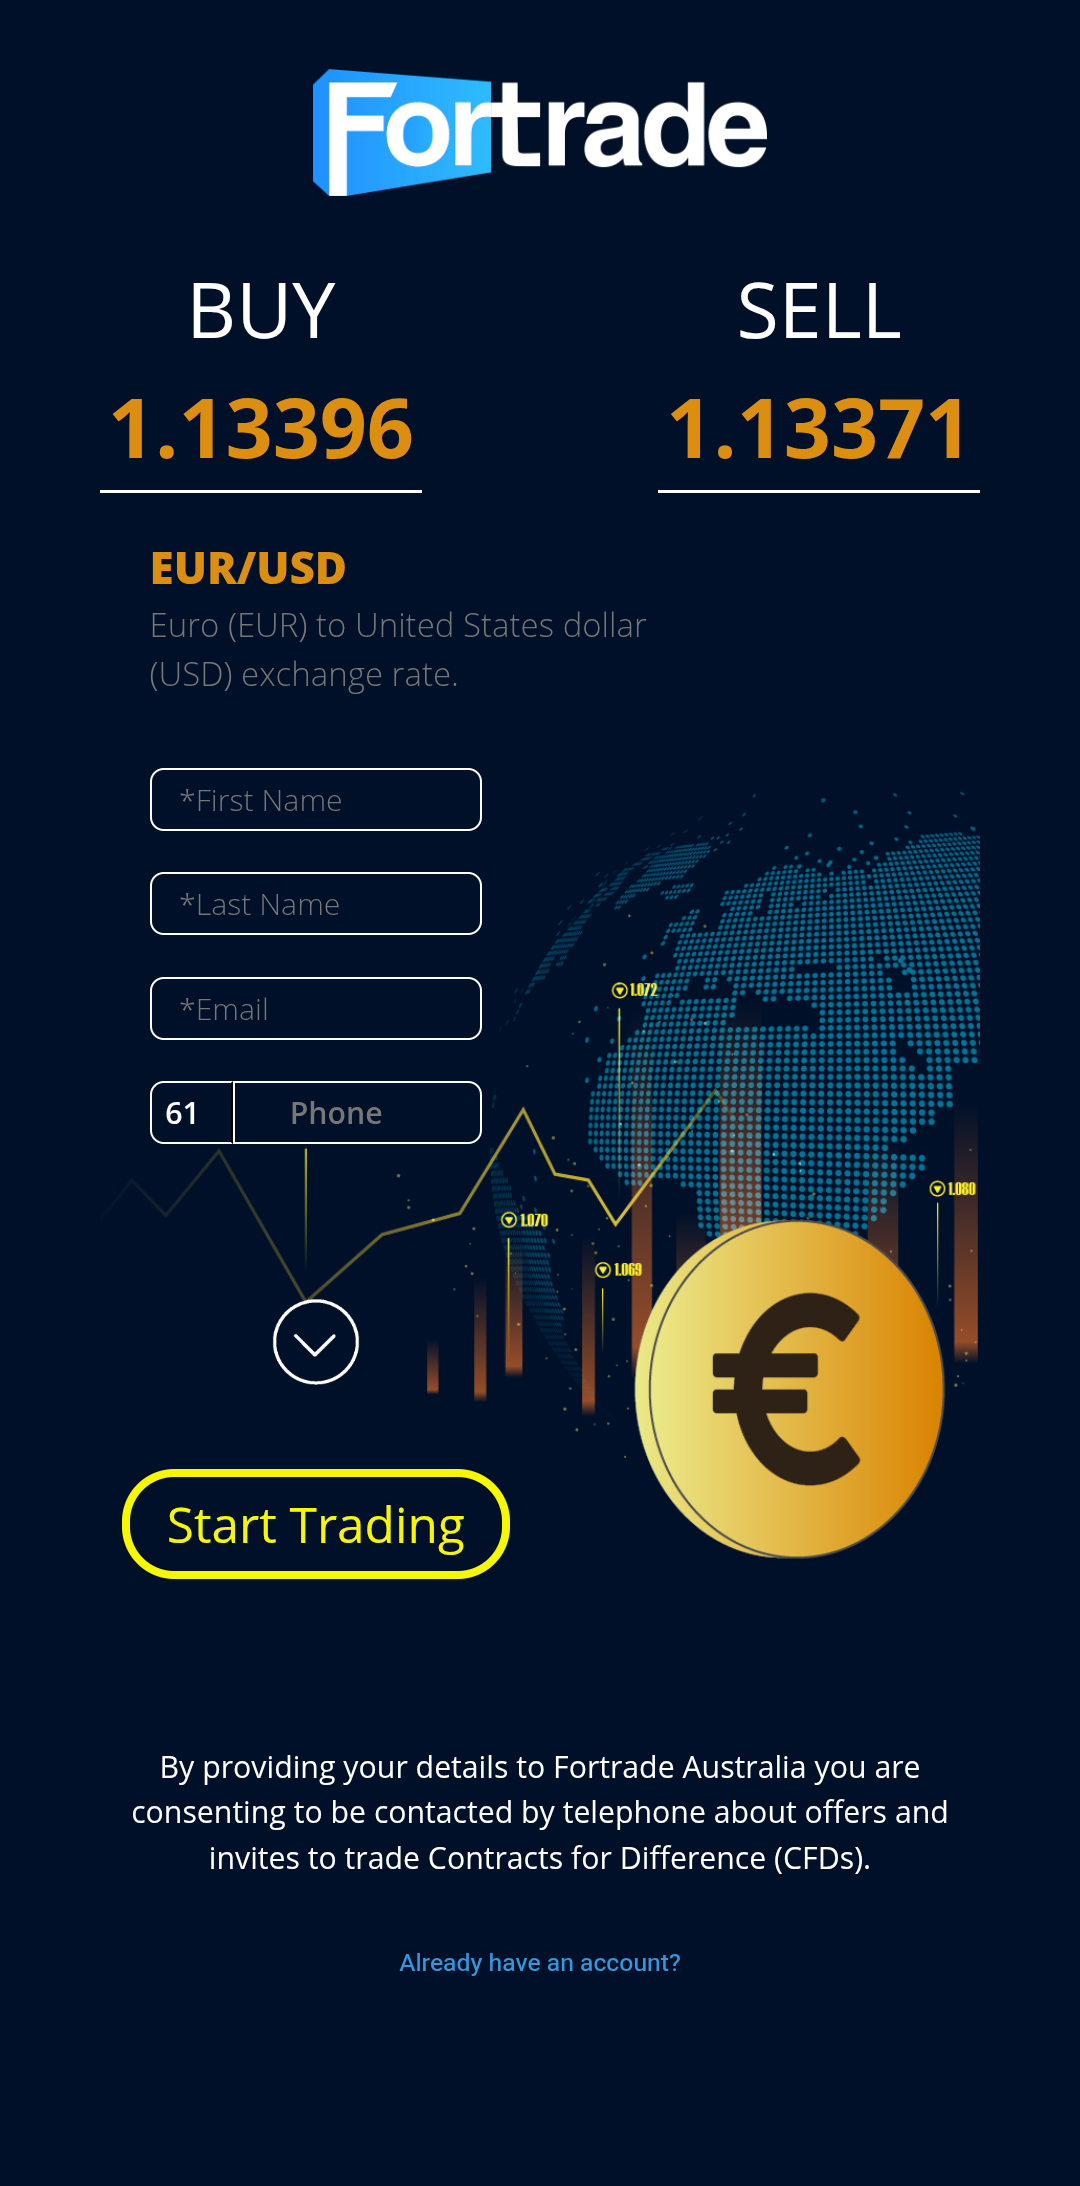 Fortrade
BUY
SELL
1.13396
1.13371
EUR/USD
Euro (EUR) to United States dollar
(USD) exchange rate.
*First Name
*Last Name
*Email
61 Phone
1.072
1.080
1.070
1.069
€
Start Trading
By providing your details to Fortrade Australia you are
consenting to be contacted by telephone about offers and
invites to trade Contracts for Difference (CFDs).
Already have an account?